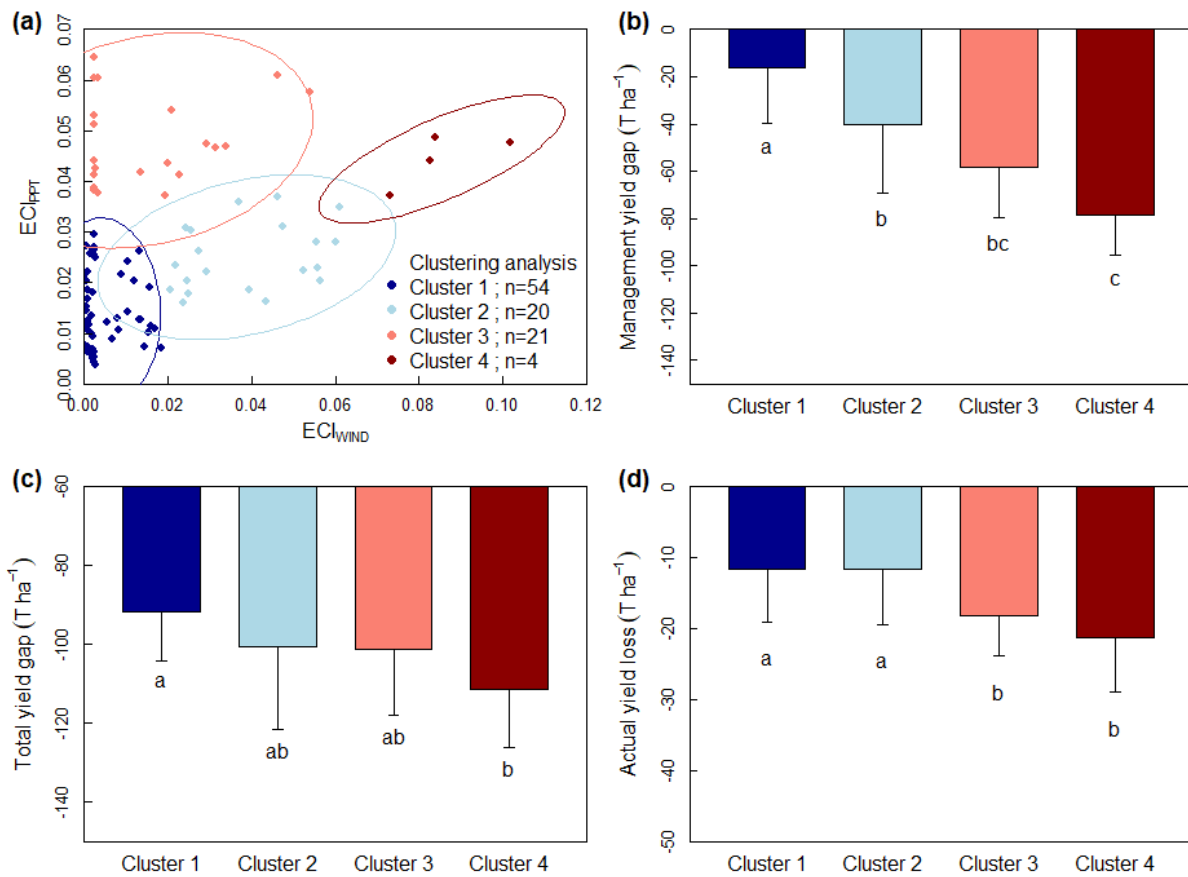 (a)
0.07
0.06
0.05
0.04
0.03
0.02
0.01
0.00
ECI_PPT
0.00 0.02 0.04 0.06 0.08 0.10 0.12
ECI_WIND
Clustering analysis
Cluster 1 ; n=54
Cluster 2 ; n=20
Cluster 3 ; n=21
Cluster 4 ; n=4
(b)
0
-20
-40
-60
-80
-100
-120
-140
Management yield gap (T ha⁻¹)
a
b
bc
c
Cluster 1 Cluster 2 Cluster 3 Cluster 4
(c)
-60
-80
-100
-120
-140
Total yield gap (T ha⁻¹)
a
ab
ab
b
Cluster 1 Cluster 2 Cluster 3 Cluster 4
(d)
0
-10
-20
-30
-40
-50
Actual yield loss (T ha⁻¹)
a
a
b
b
Cluster 1 Cluster 2 Cluster 3 Cluster 4